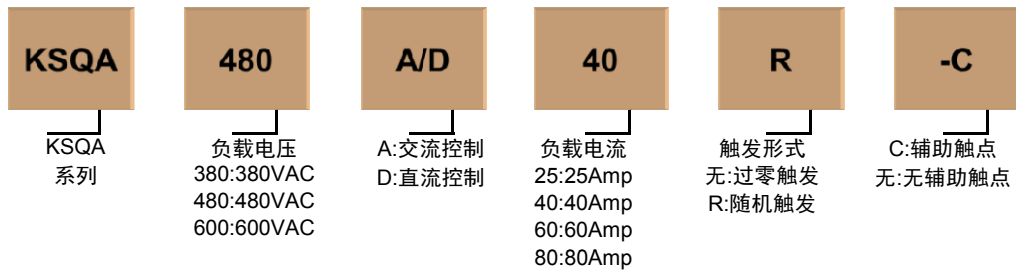 KSQA 480 A/D 40 R -C
KSQA
系列
负载电压
380:380VAC
480:480VAC
600:600VAC
A:交流控制
D:直流控制
负载电流
25:25Amp
40:40Amp
60:60Amp
80:80Amp
触发形式
无:过零触发
R:随机触发
C:辅助触点
无:无辅助触点